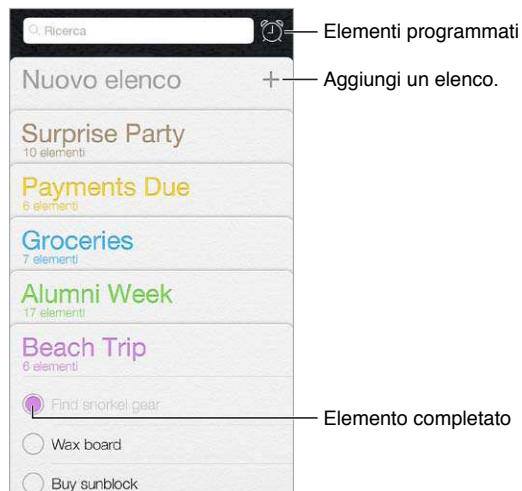 Ricerca
Elementi programmati
Nuovo elenco
Aggiungi un elenco.
Surprise Party
10 elementi
Payments Due
6 elementi
Groceries
7 elementi
Alumni Week
17 elementi
Beach Trip
6 elementi
Find snorkel gear
Elemento completato
Wax board
Buy sunblock